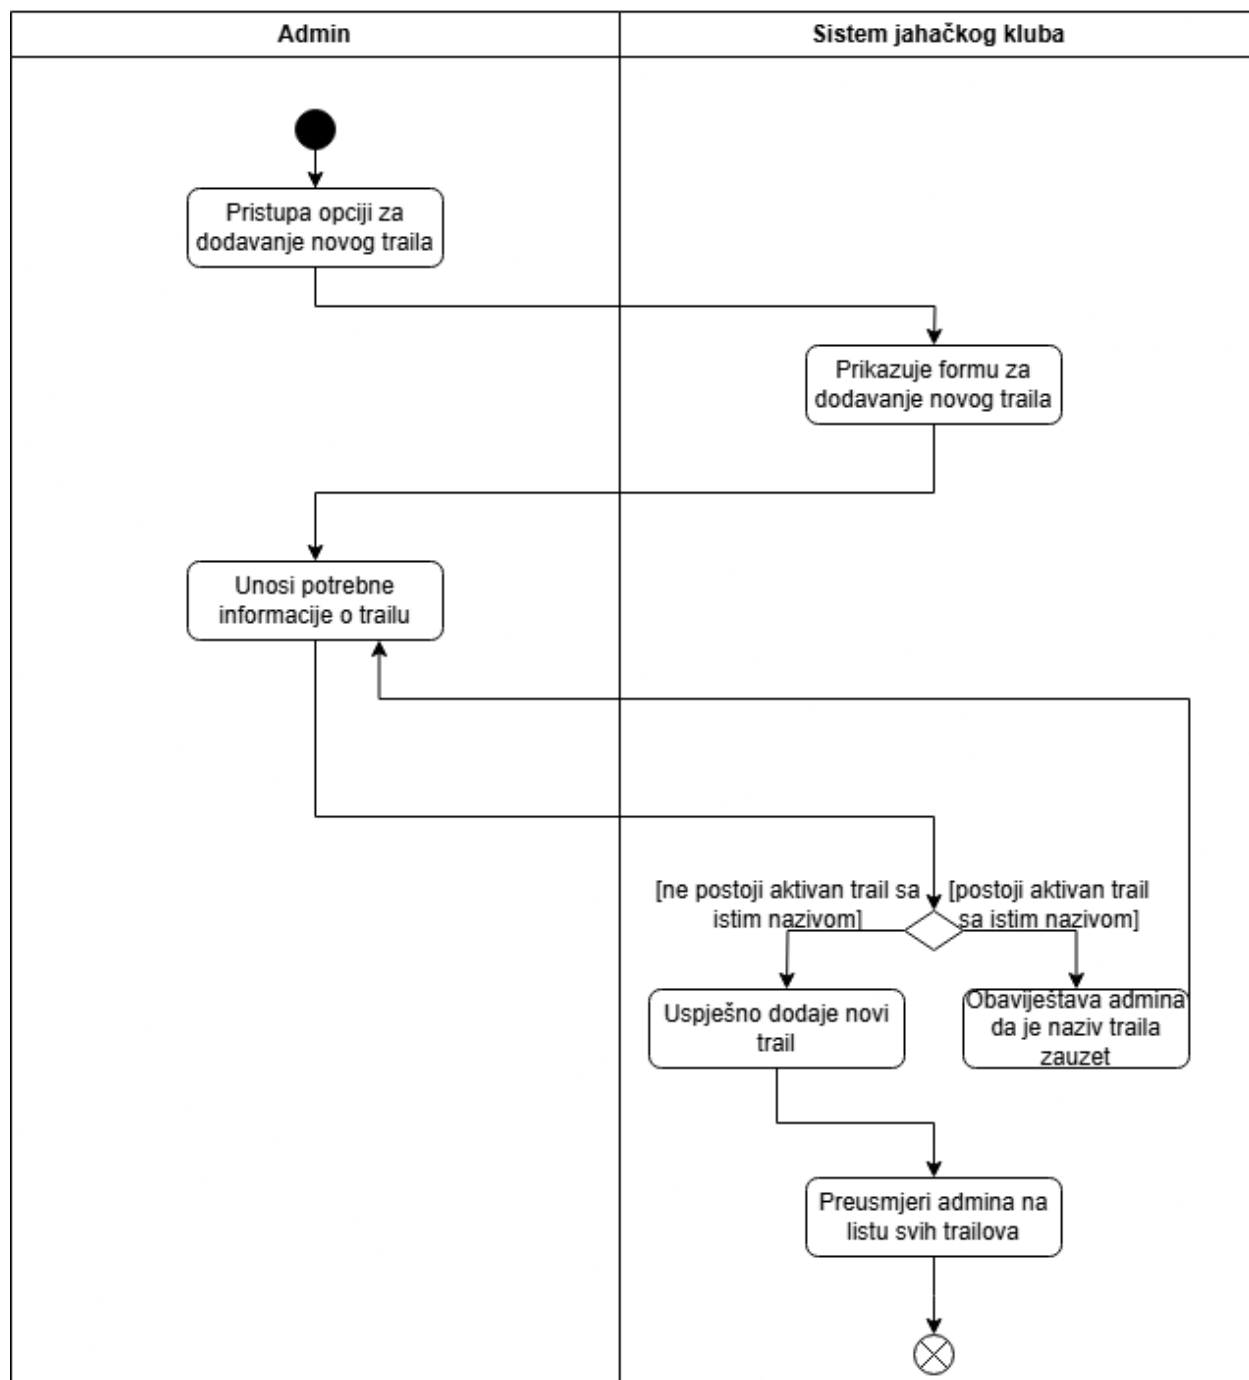 Admin
Sistem jahačkog kluba
Pristupa opciji za
dodavanje novog traila
Prikazuje formu za
dodavanje novog traila
Unosi potrebne
informacije o trailu
[ne postoji aktivan trail sa
istim nazivom]
[postoji aktivan trail
sa istim nazivom]
Uspješno dodaje novi
trail
Obaviještava admina
da je naziv traila
zauzet
Preusmjeri admina na
listu svih trailova